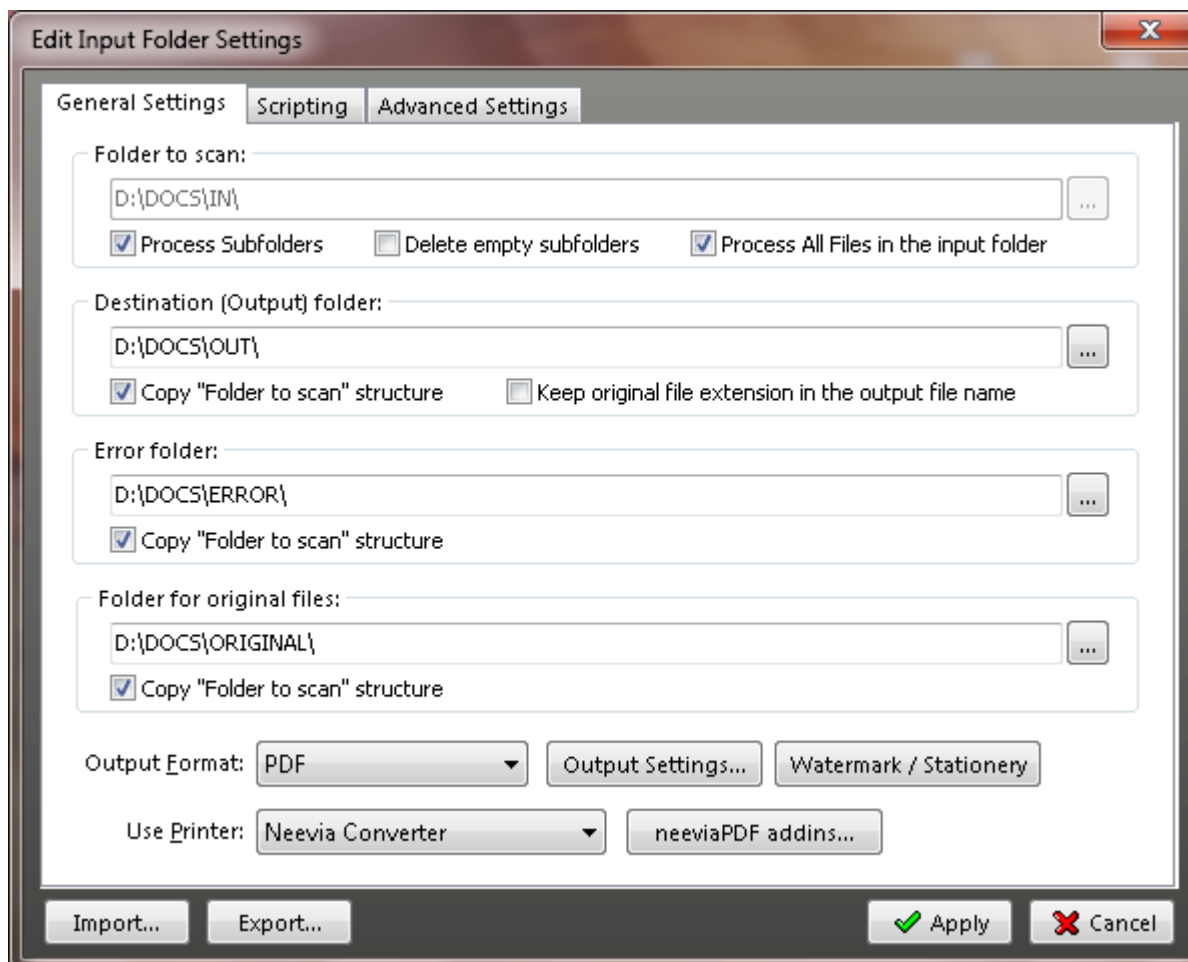 Edit Input Folder Settings
General Settings Scripting Advanced Settings
Folder to scan:
D:\DOCS\IN\ ...
Process Subfolders Delete empty subfolders Process All Files in the input folder
Destination (Output) folder:
D:\DOCS\OUT\ ...
Copy "Folder to scan" structure Keep original file extension in the output file name
Error folder:
D:\DOCS\ERROR\ ...
Copy "Folder to scan" structure
Folder for original files:
D:\DOCS\ORIGINAL\ ...
Copy "Folder to scan" structure
Output Format: PDF Output Settings... Watermark / Stationery
Use Printer: Neevia Converter neeviaPDF addins...
Import... Export... Apply Cancel